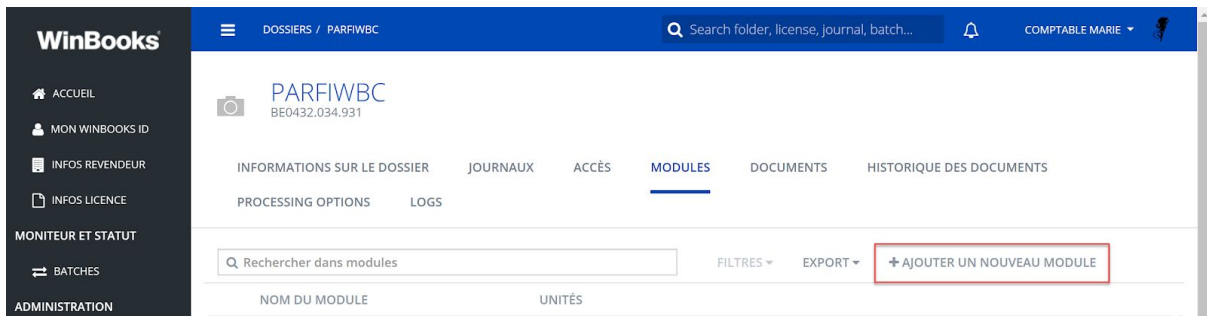 WinBooks
DOSSIERS / PARFIWBC
Search folder, license, journal, batch...
COMPTABLE MARIE
ACCUEIL
MON WINBOOKS ID
INFOS REVENDEUR
INFOS LICENCE
MONITEUR ET STATUT
BATCHES
ADMINISTRATION
PARFIWBC
BE0432.034.931
INFORMATIONS SUR LE DOSSIER JOURNAUX ACCÈS MODULES DOCUMENTS HISTORIQUE DES DOCUMENTS
PROCESSING OPTIONS LOGS
Rechercher dans modules FILTRES EXPORT + AJOUTER UN NOUVEAU MODULE
NOM DU MODULE UNITÉS